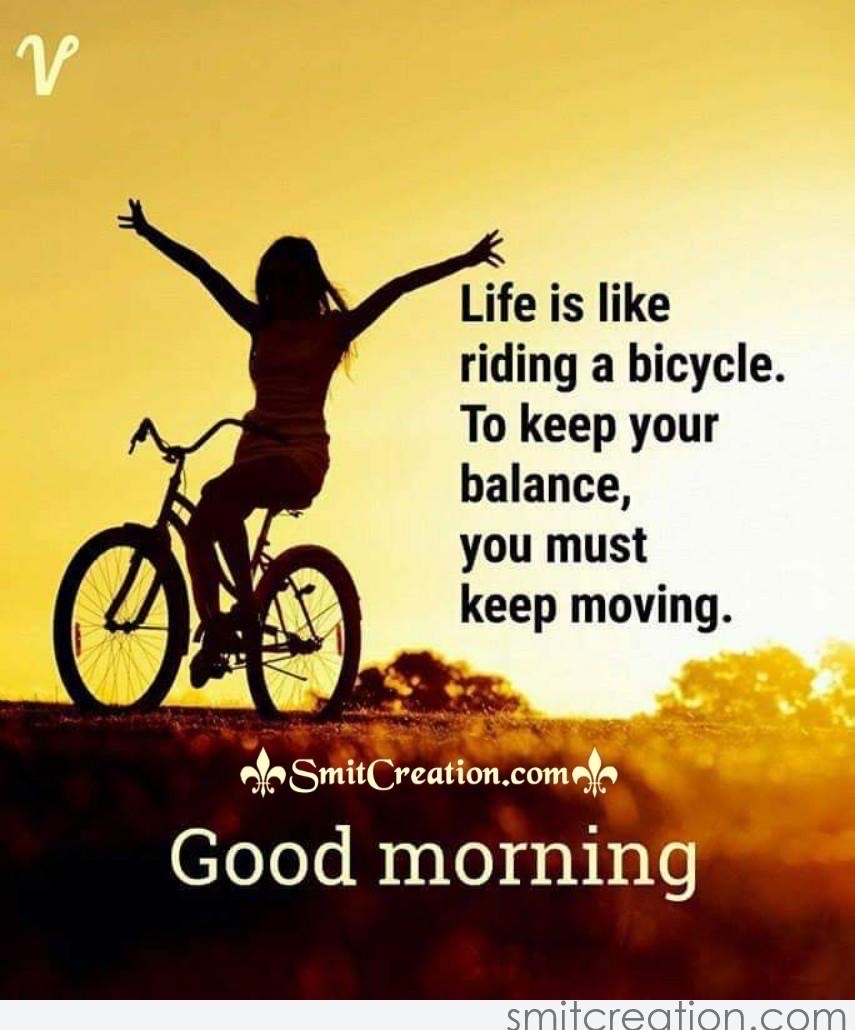 V
Life is like
riding a bicycle.
To keep your
balance,
you must
keep moving.
SmitCreation.com
Good morning
smitcreation.com